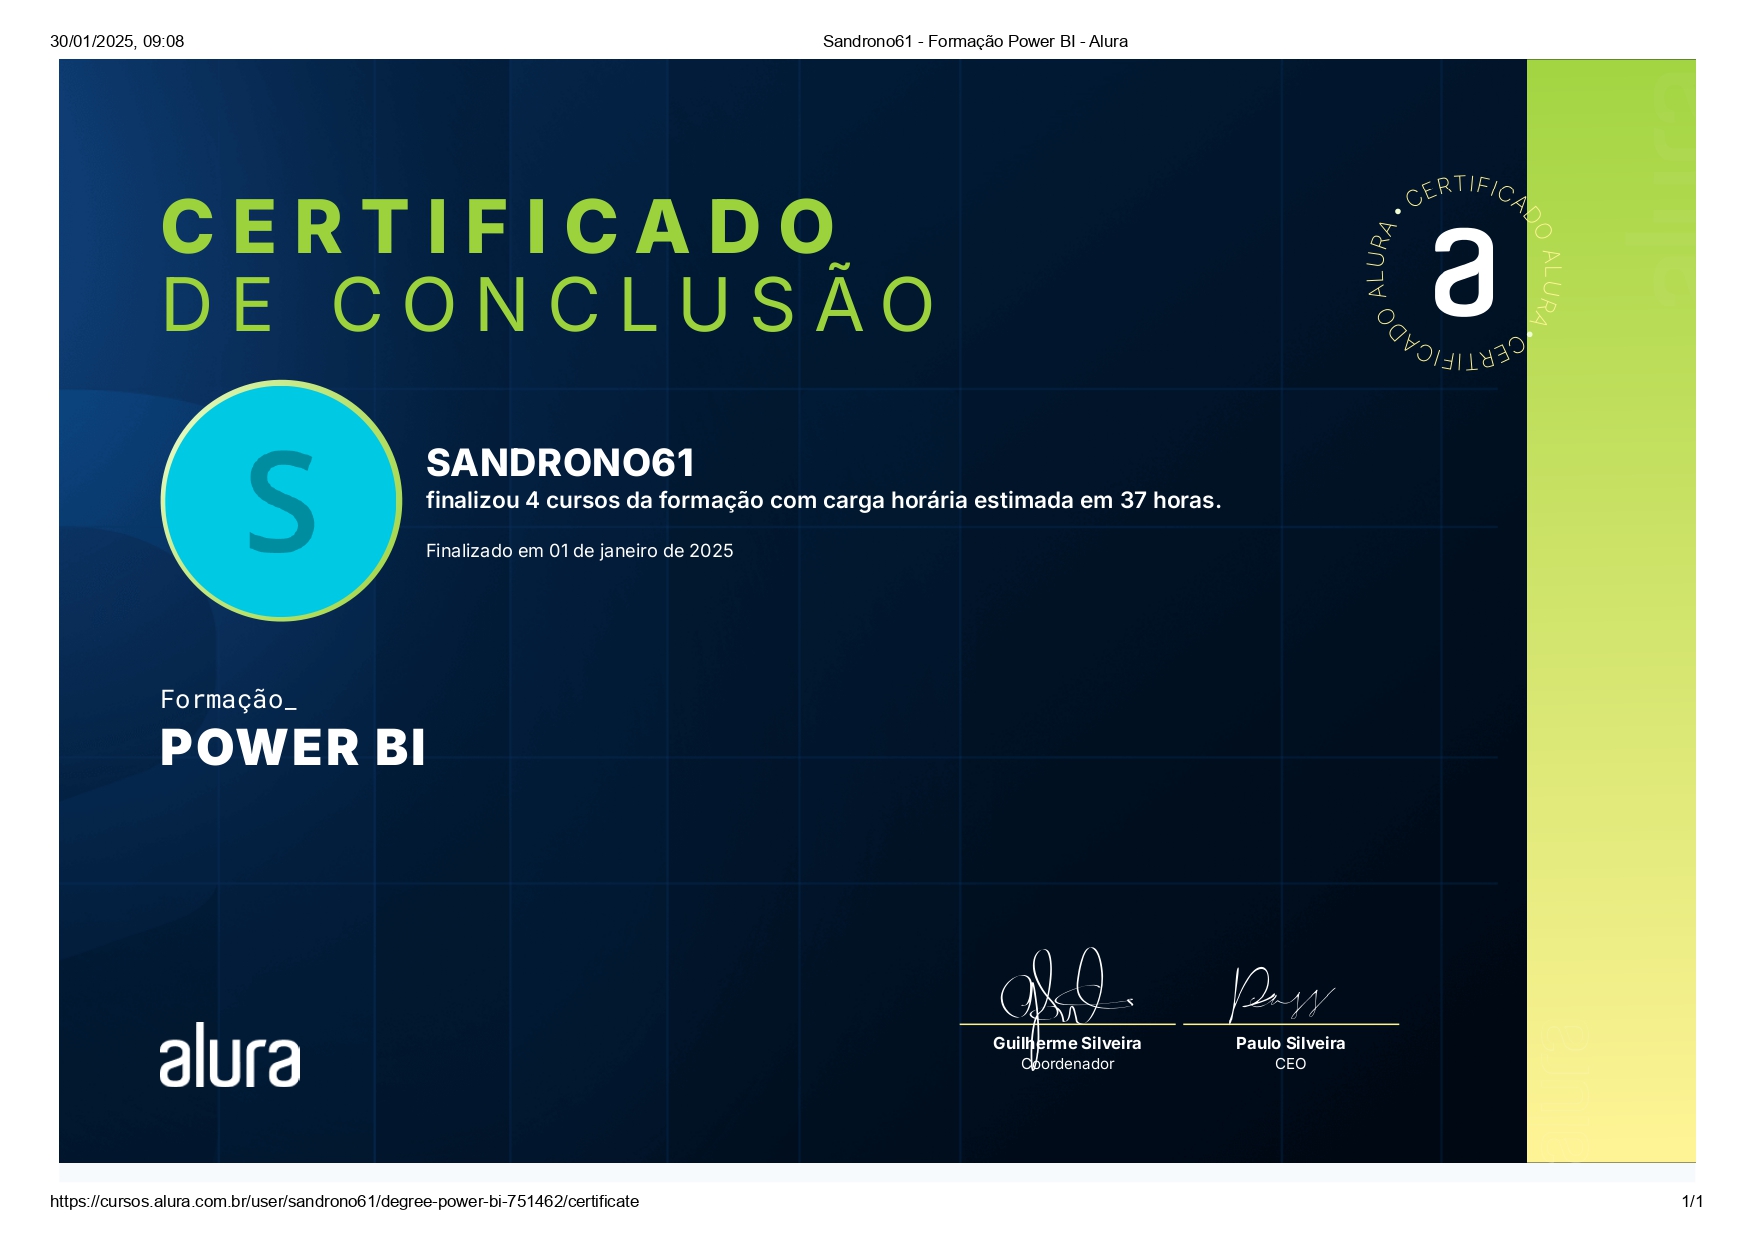 30/01/2025, 09:08
Sandrono61 - Formação Power BI - Alura
CERTIFICADO
DE CONCLUSÃO
• CERTIFICADO ALURA • CERTIFICADO ALURA
a
S
SANDRONO61
finalizou 4 cursos da formação com carga horária estimada em 37 horas.
Finalizado em 01 de janeiro de 2025
Formação_
POWER BI
alura
Guilherme Silveira
Coordenador
Paulo Silveira
CEO
https://cursos.alura.com.br/user/sandrono61/degree-power-bi-751462/certificate
1/1